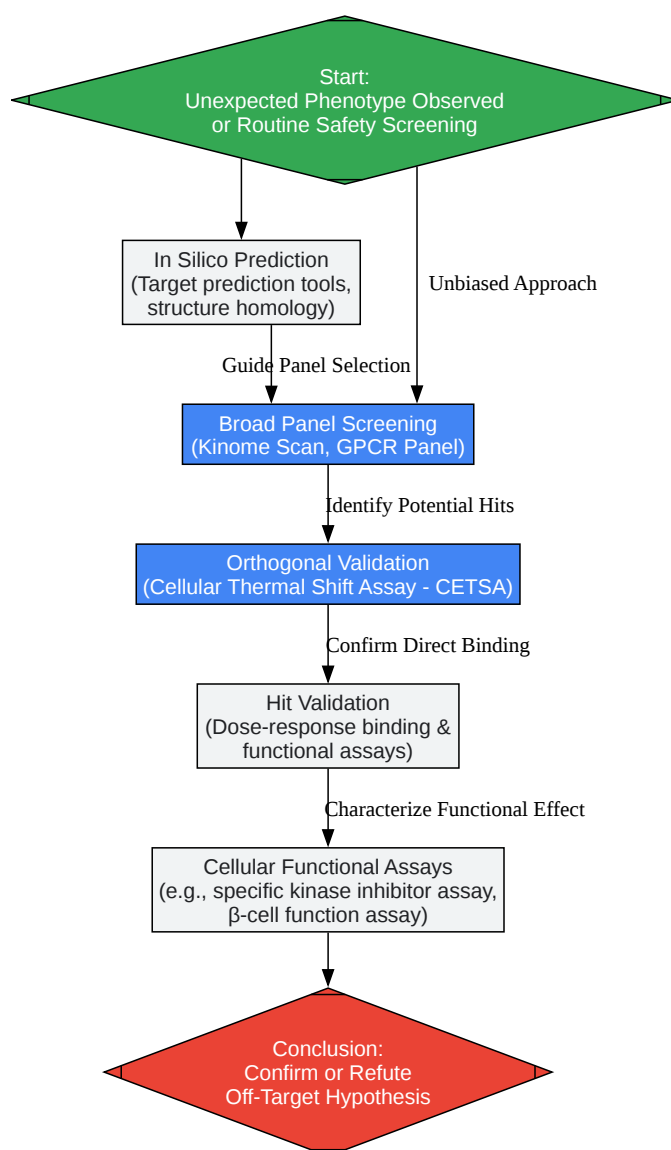 Start:
Unexpected Phenotype Observed
or Routine Safety Screening
In Silico Prediction
(Target prediction tools,
structure homology)
Unbiased Approach
Guide Panel Selection
Broad Panel Screening
(Kinome Scan, GPCR Panel)
Identify Potential Hits
Orthogonal Validation
(Cellular Thermal Shift Assay - CETSA)
Confirm Direct Binding
Hit Validation
(Dose-response binding &
functional assays)
Characterize Functional Effect
Cellular Functional Assays
(e.g., specific kinase inhibitor assay,
β-cell function assay)
Conclusion:
Confirm or Refute
Off-Target Hypothesis